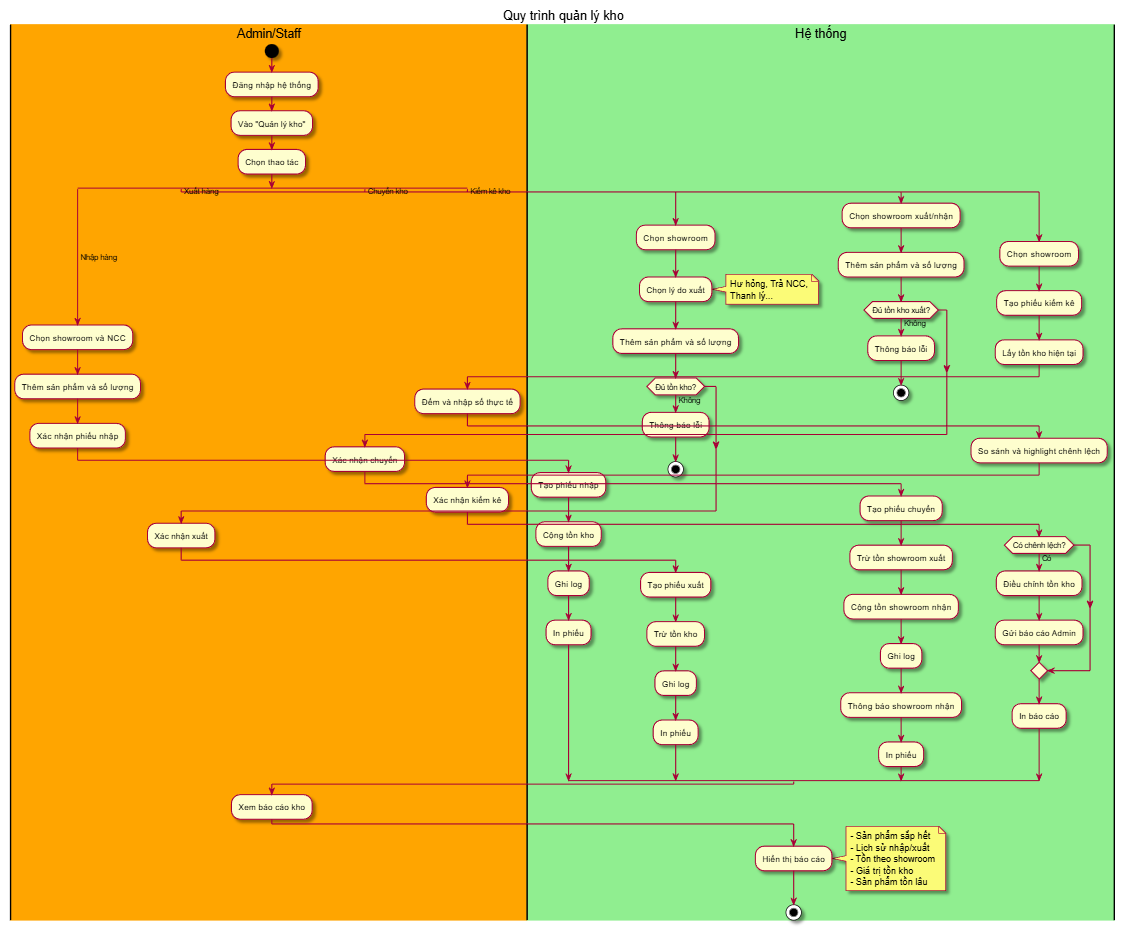 Quy trình quản lý kho
Admin/Staff
Hệ thống
Đăng nhập hệ thống
Vào "Quản lý kho"
Chọn thao tác
Xuất hàng
Chuyển kho
Kiểm kê kho
Nhập hàng
Chọn showroom và NCC
Thêm sản phẩm và số lượng
Xác nhận phiếu nhập
Chọn showroom
Chọn lý do xuất
Hư hỏng, Trả NCC,
Thanh lý...
Thêm sản phẩm và số lượng
Đủ tồn kho?
Không
Thông báo lỗi
Chọn showroom xuất/nhận
Thêm sản phẩm và số lượng
Đủ tồn kho xuất?
Không
Thông báo lỗi
Chọn showroom
Tạo phiếu kiểm kê
Lấy tồn kho hiện tại
Đếm và nhập số thực tế
So sánh và highlight chênh lệch
Xác nhận chuyển
Tạo phiếu nhập
Xác nhận kiểm kê
Tạo phiếu chuyển
Xác nhận xuất
Cộng tồn kho
Ghi log
In phiếu
Tạo phiếu xuất
Trừ tồn kho
Ghi log
In phiếu
Trừ tồn showroom xuất
Cộng tồn showroom nhận
Ghi log
Thông báo showroom nhận
In phiếu
Có chênh lệch?
Có
Điều chỉnh tồn kho
Gửi báo cáo Admin
In báo cáo
Xem báo cáo kho
Hiển thị báo cáo
- Sản phẩm sắp hết
- Lịch sử nhập/xuất
- Tồn theo showroom
- Giá trị tồn kho
- Sản phẩm tồn lâu